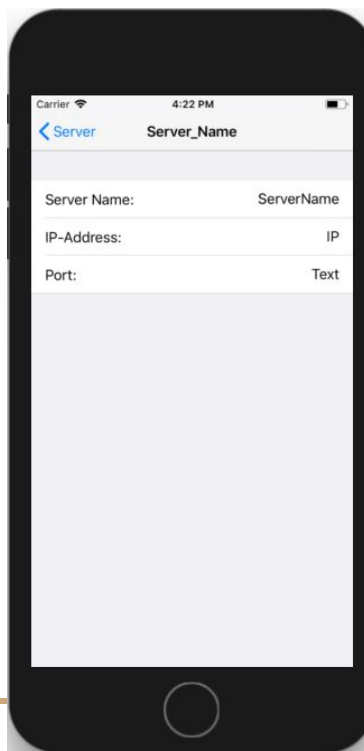 Carrier 4:22 PM
Server Server_Name
Server Name: ServerName
IP-Address: IP
Port: Text